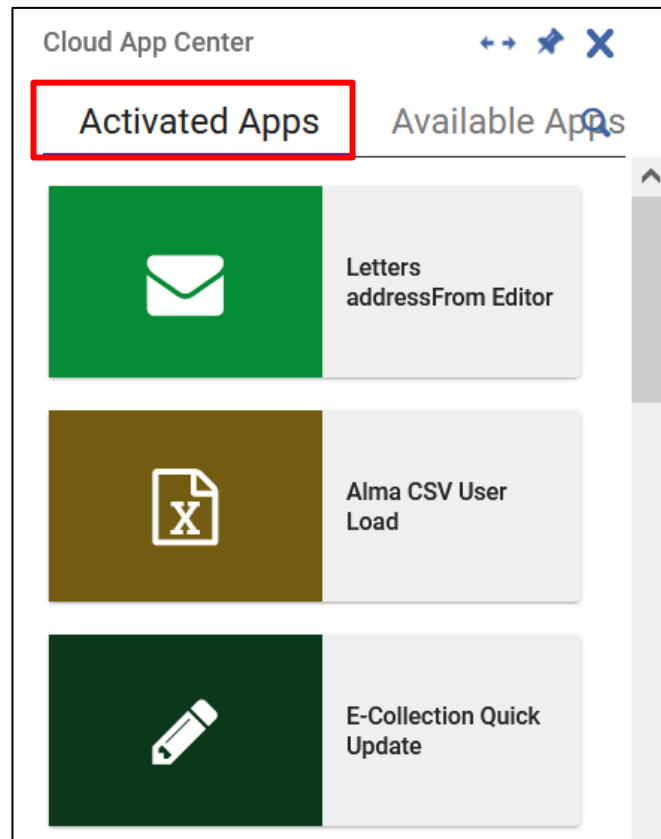 Cloud App Center
Activated Apps
Available Apps
Letters
addressFrom Editor
X
Alma CSV User
Load
E-Collection Quick
Update